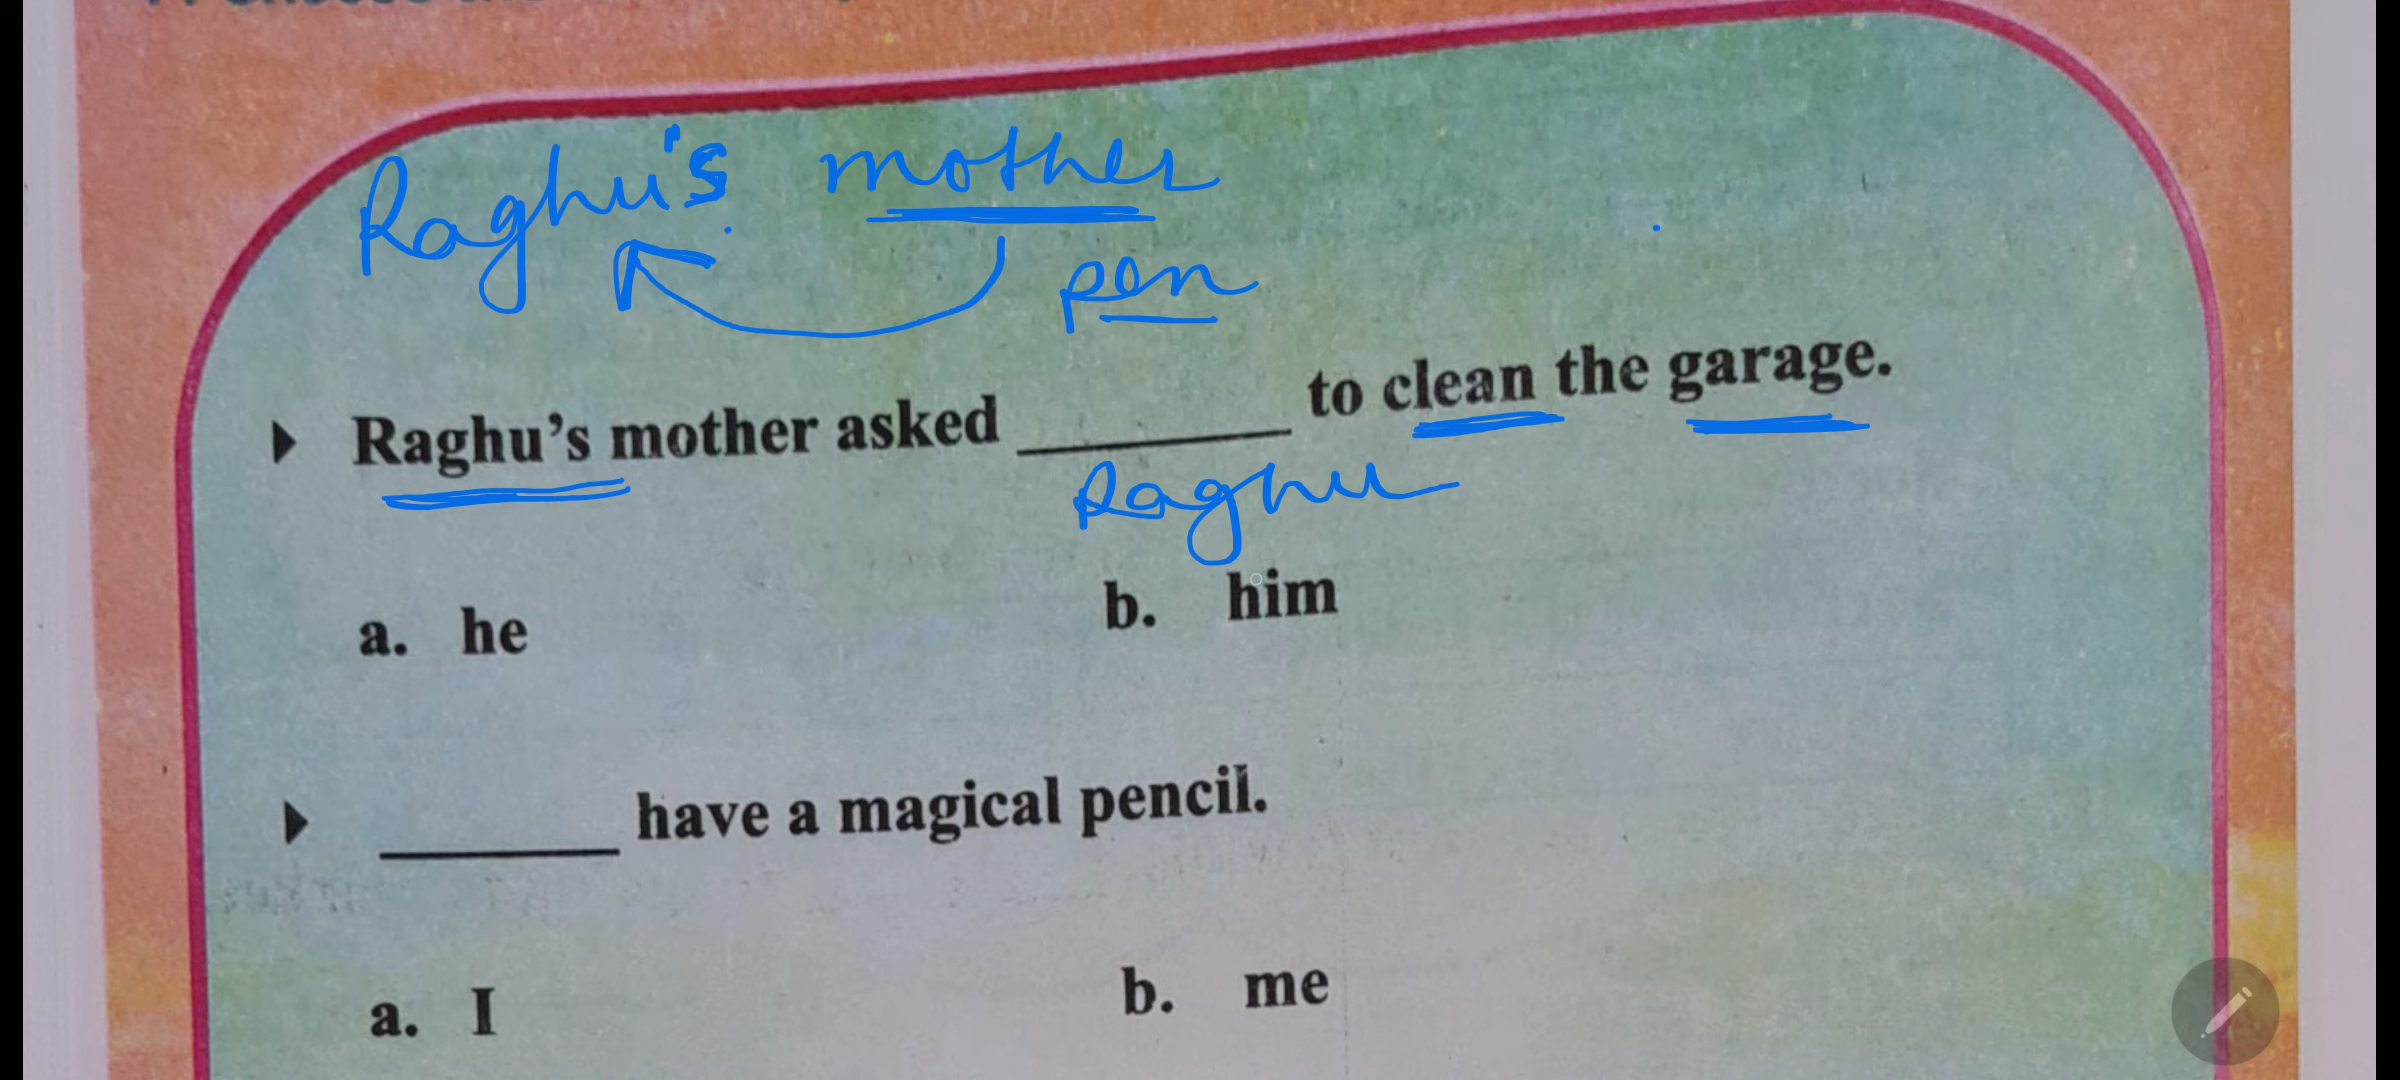 Raghu's mother
pen
Raghu's mother asked ________ to clean the garage.
Raghu
a. he b. him
________ have a magical pencil.
a. I b. me